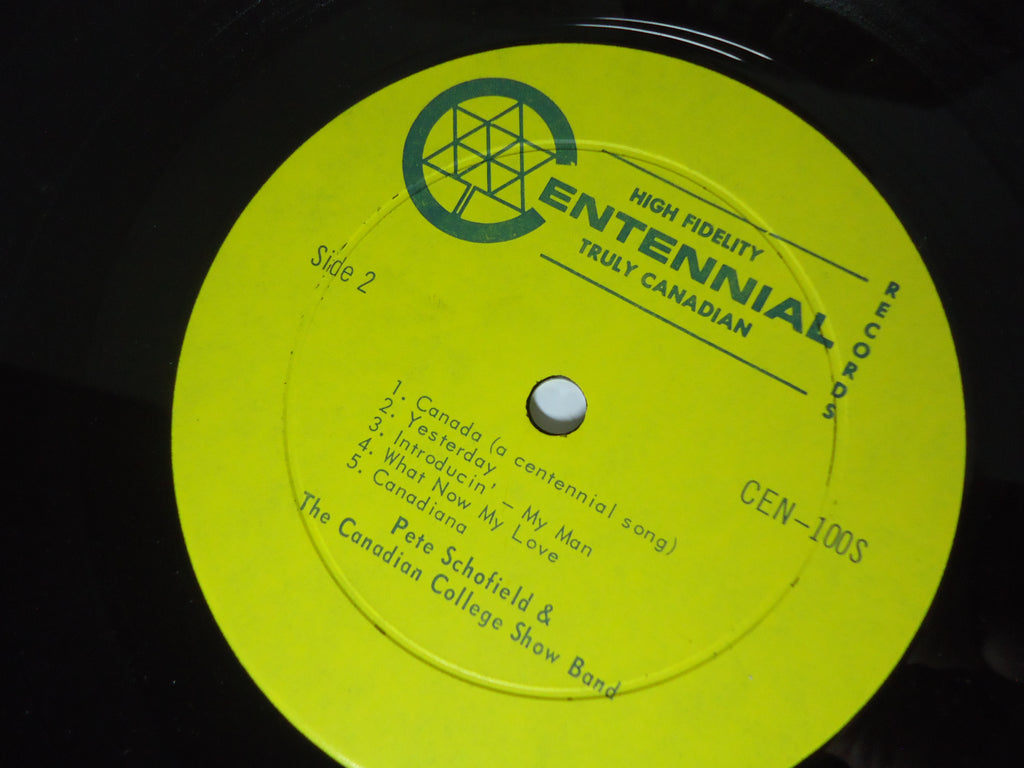 HIGH FIDELITY
CENTENNIAL
TRULY CANADIAN
RECORDS
Side 2
CEN-100S
1. Canada (a centennial song)
2. Yesterday
3. Introducin' - My Man
4. What Now My Love
5. Canadiana
Pete Schofield &
The Canadian College Show Band